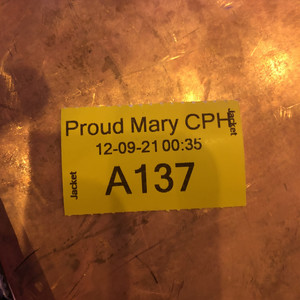 Proud Mary CPH
Jacket
12-09-21 00:35
A137
Jacket